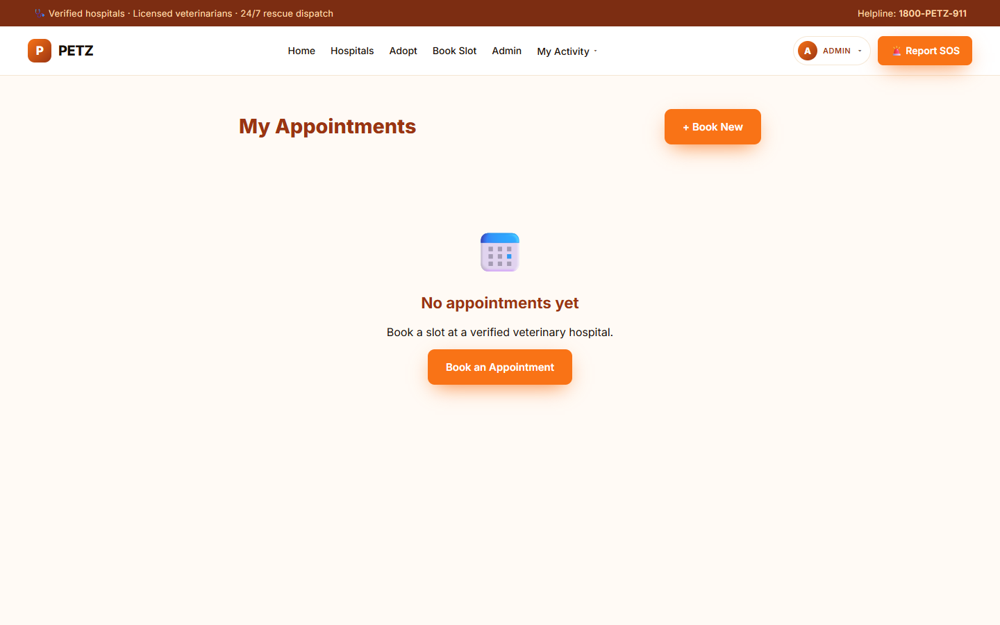 Verified hospitals · Licensed veterinarians · 24/7 rescue dispatch
Helpline: 1800-PETZ-911
P PETZ
Home Hospitals Adopt Book Slot Admin My Activity
A ADMIN
Report SOS
My Appointments
+ Book New
No appointments yet
Book a slot at a verified veterinary hospital.
Book an Appointment